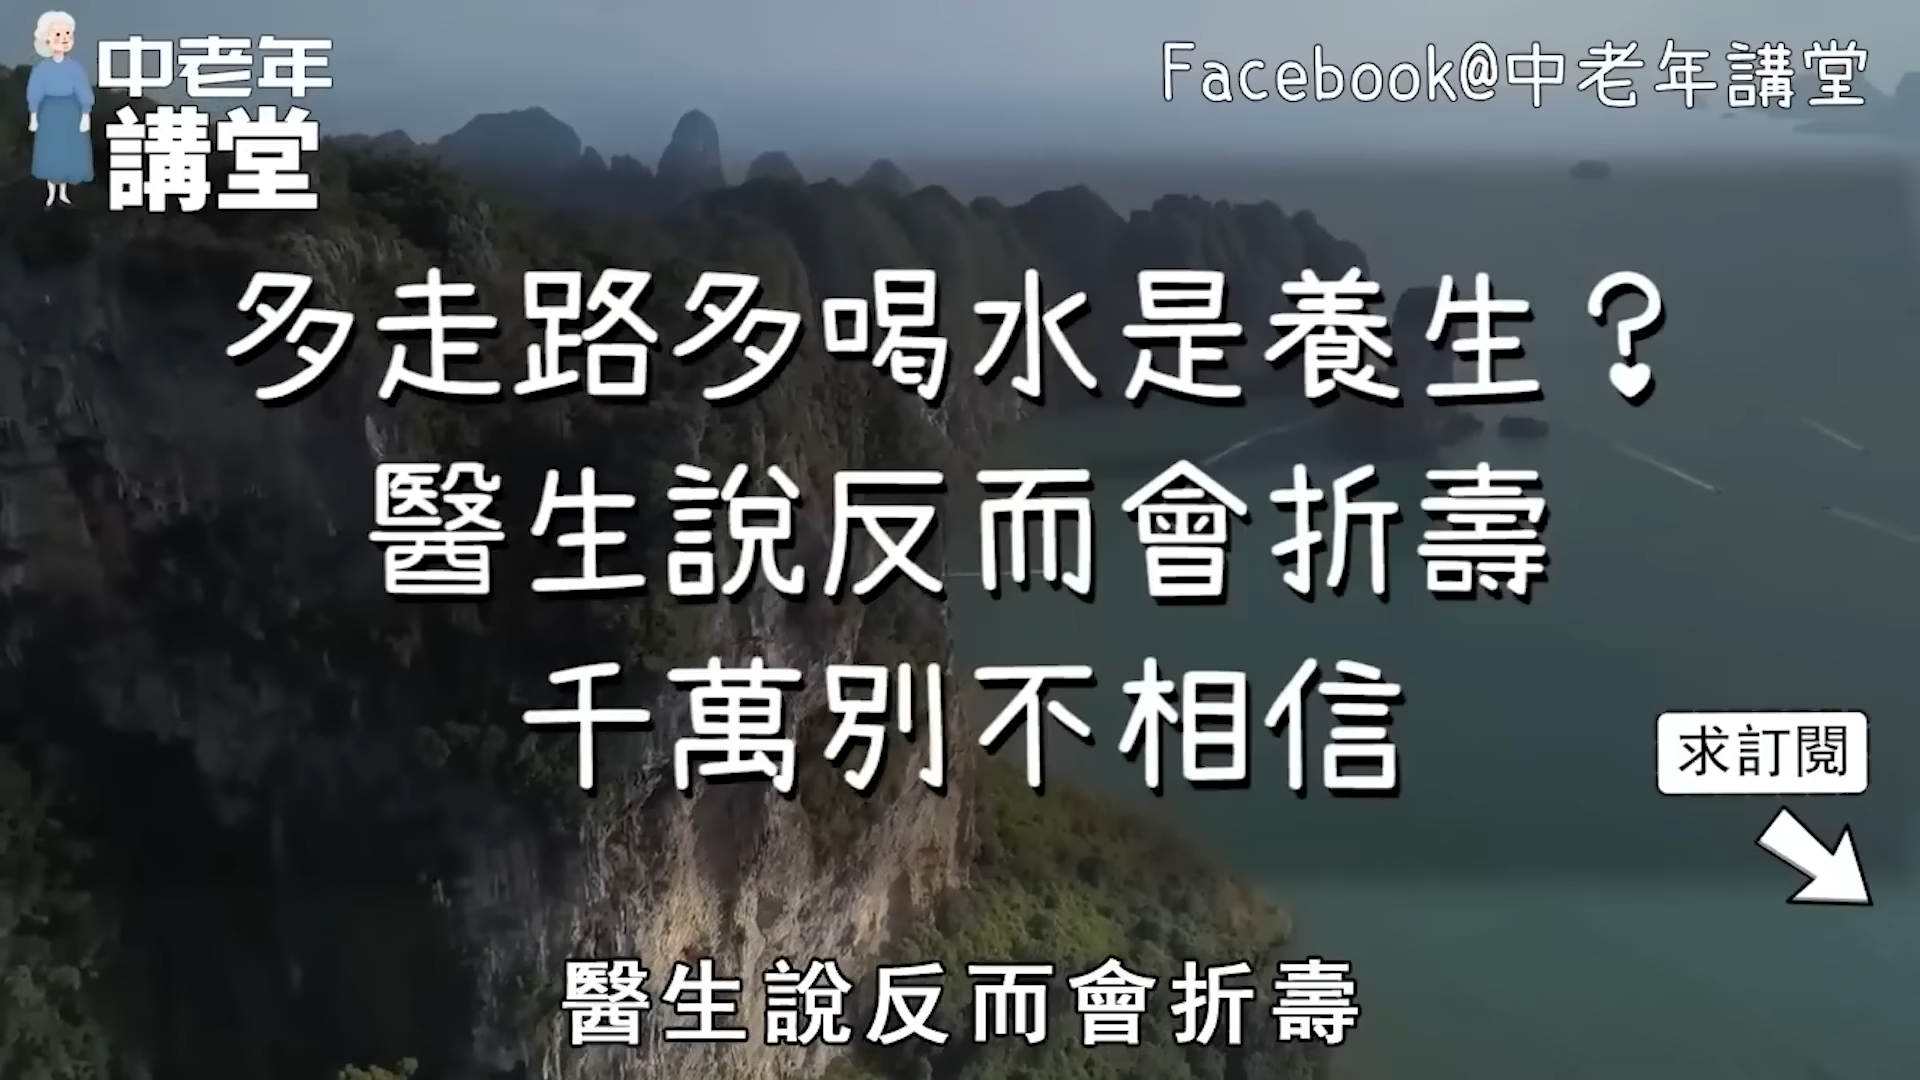 中老年
講堂
Facebook@中老年講堂
多走路多喝水是養生？
醫生說反而會折壽
千萬別不相信
求訂閱
醫生說反而會折壽